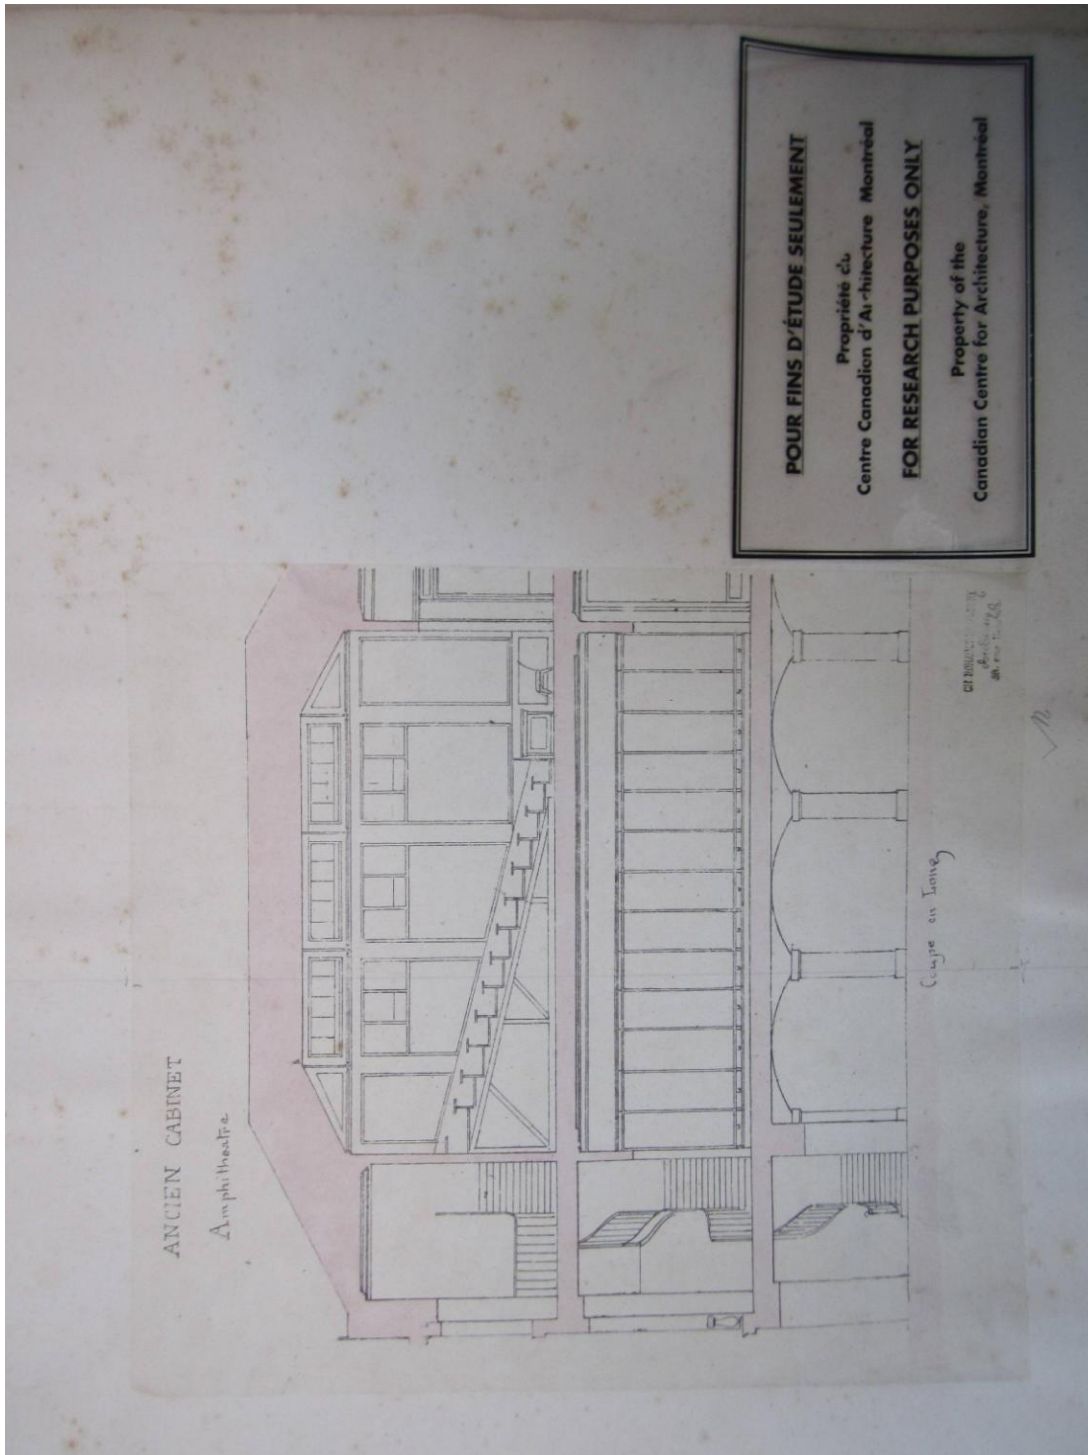 ANCIEN CABINET
Amphitheatre
Coupe en Long
POUR FINS D'ÉTUDE SEULEMENT
Propriété du
Centre Canadien d'Architecture Montréal
FOR RESEARCH PURPOSES ONLY
Property of the
Canadian Centre for Architecture, Montréal